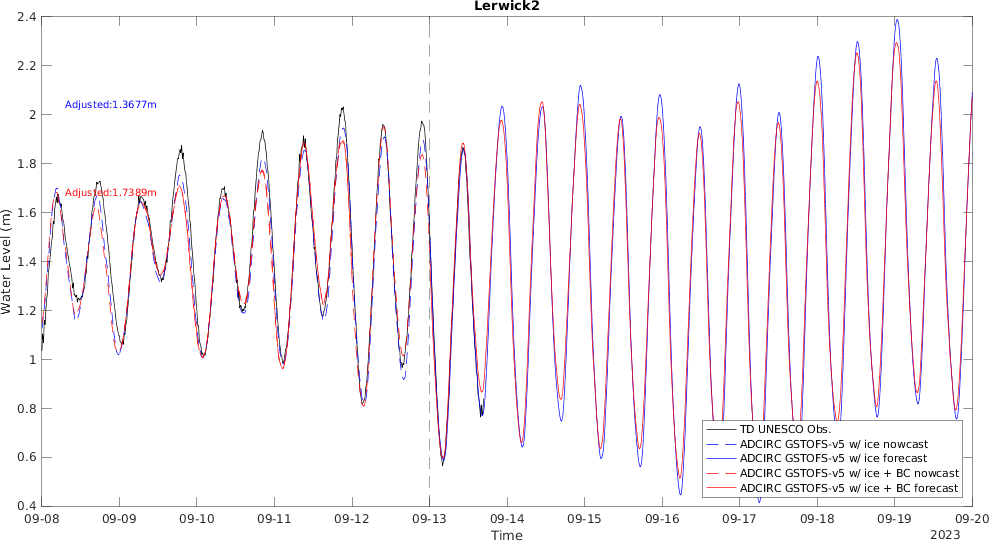 Lerwick2
2.4
2.2
2
1.8
1.6
1.4
1.2
1
0.8
0.6
0.4
Water Level (m)
Adjusted:1.3677m
Adjusted:1.7389m
TD UNESCO Obs.
ADCIRC GSTOFS-v5 w/ ice nowcast
ADCIRC GSTOFS-v5 w/ ice forecast
ADCIRC GSTOFS-v5 w/ ice + BC nowcast
ADCIRC GSTOFS-v5 w/ ice + BC forecast
09-08 09-09 09-10 09-11 09-12 09-13 09-14 09-15 09-16 09-17 09-18 09-19 09-20
Time
2023